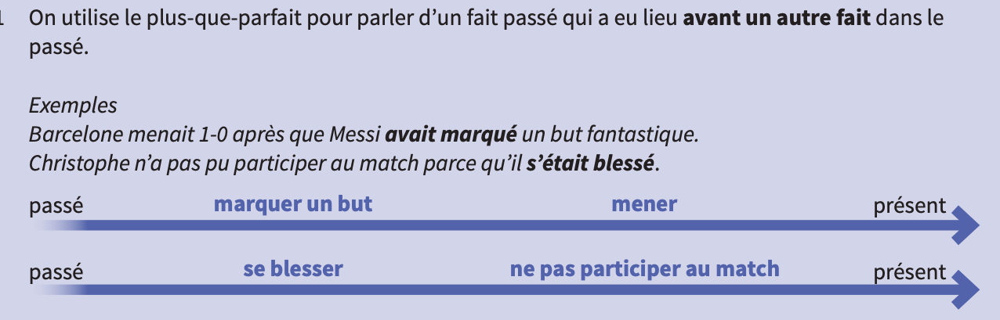 1 On utilise le plus-que-parfait pour parler d’un fait passé qui a eu lieu avant un autre fait dans le
passé.
Exemples
Barcelone menait 1-0 après que Messi avait marqué un but fantastique.
Christophe n’a pas pu participer au match parce qu’il s’était blessé.
passé marquer un but mener présent
passé se blesser ne pas participer au match présent